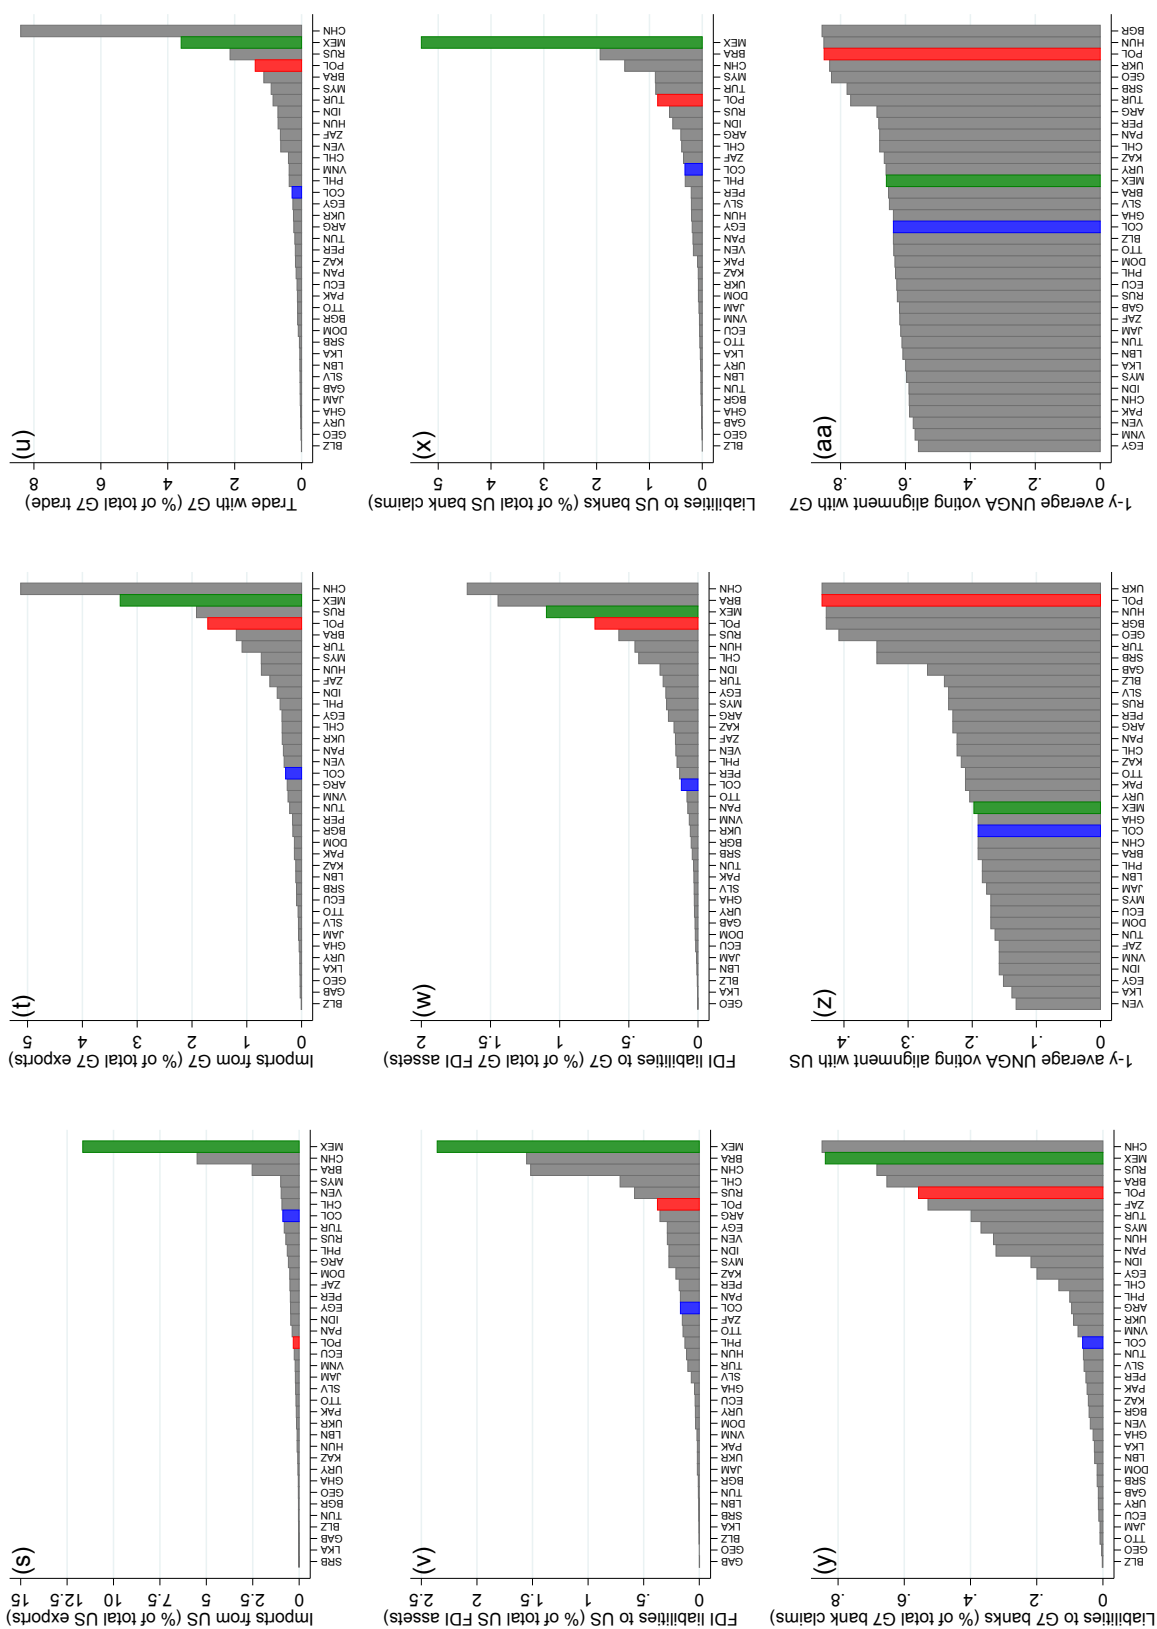 (s)
Imports from US (% of total US exports)
0 2.5 5 7.5 10 12.5 15
SRB LKA GAB BLZ TUN BGR GEO GHA URY KAZ HUN LBN UKR PAK TTO SLV JAM VNM ECU POL PAN IDN EGY PER ZAF DOM ARG PHL RUS TUR COL CHL VEN MYS BRA CHN MEX
(t)
Imports from G7 (% of total G7 exports)
0 1 2 3 4 5
BLZ GAB GEO LKA URY GHA JAM SLV TTO ECU SRB LBN KAZ PAK DOM BGR PER TUN VNM ARG COL VEN PAN UKR CHL EGY PHL IDN ZAF HUN MYS TUR BRA POL RUS MEX CHN
(u)
Trade with G7 (% of total G7 trade)
0 2 4 6 8
BLZ GEO URY GHA JAM GAB SLV LBN LKA SRB DOM BGR TTO PAK ECU PAN KAZ PER TUN ARG UKR EGY COL PHL VNM CHL VEN ZAF HUN IDN TUR MYS BRA POL RUS MEX CHN
(v)
FDI liabilities to US (% of total US FDI assets)
0 .5 1 1.5 2 2.5
GAB GEO BLZ LKA SRB LBN TUN BGR JAM UKR PAK VNM DOM URY ECU GHA SLV TUR HUN PHL TTO ZAF COL PAN PER KAZ MYS IDN VEN EGY ARG POL RUS CHL CHN BRA MEX
(w)
FDI liabilities to G7 (% of total G7 FDI assets)
0 .5 1 1.5 2
GEO LKA BLZ LBN JAM ECU DOM GAB URY GHA SLV PAK TUN SRB BGR UKR VNM PAN TTO COL PER PHL VEN ZAF KAZ ARG MYS EGY TUR IDN CHL HUN RUS POL MEX BRA CHN
(x)
Liabilities to US banks (% of total US bank claims)
0 1 2 3 4 5
BLZ GEO GAB GHA BGR TUN LBN URY LKA TTO ECU VNM JAM DOM UKR KAZ PAK VEN PAN EGY HUN SLV PER PHL COL ZAF CHL ARG IDN RUS POL TUR MYS CHN BRA MEX
(y)
Liabilities to G7 banks (% of total G7 bank claims)
0 .2 .4 .6 .8
BLZ GEO TTO JAM ECU URY GAB SRB DOM LBN LKA GHA VEN BGR KAZ PAK PER SLV TUN COL VNM UKR ARG PHL CHL EGY IDN PAN HUN MYS TUR ZAF POL BRA RUS MEX CHN
(z)
1-y average UNGA voting alignment with US
0 .1 .2 .3 .4
VEN LKA EGY IDN VNM ZAF TUN DOM ECU MYS JAM LBN PHL BRA CHN COL GHA MEX URY PAK TTO KAZ CHL PAN ARG PER RUS SLV BLZ GAB SRB TUR GEO BGR HUN POL UKR
(aa)
1-y average UNGA voting alignment with G7
0 .2 .4 .6 .8
EGY VNM VEN PAK CHN IDN MYS LKA LBN TUN JAM ZAF GAB RUS ECU PHL DOM TTO BLZ COL GHA SLV BRA MEX URY KAZ CHL PAN PER ARG TUR SRB GEO UKR POL HUN BGR